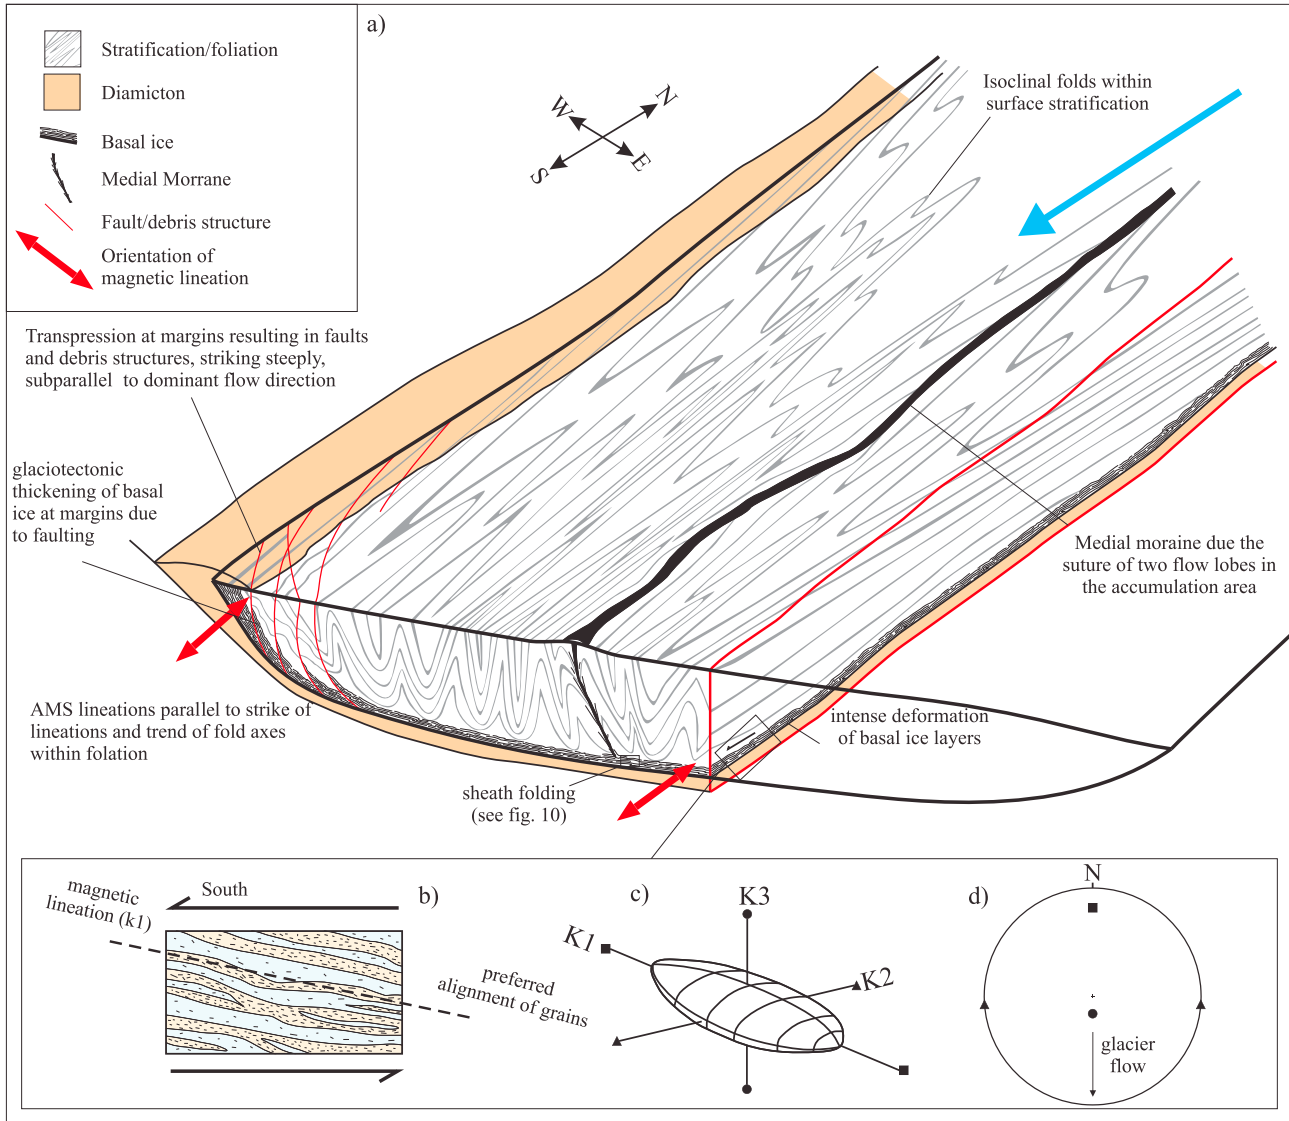 a)
Stratification/foliation
Diamicton
Basal ice
Medial Morrane
Fault/debris structure
Orientation of
magnetic lineation
N
W
E
S
Isoclinal folds within
surface stratification
Transpression at margins resulting in faults
and debris structures, striking steeply,
subparallel to dominant flow direction
glaciotectonic
thickening of basal
ice at margins due
to faulting
Medial moraine due the
suture of two flow lobes in
the accumulation area
AMS lineations parallel to strike of
lineations and trend of fold axes
within folation
intense deformation
of basal ice layers
sheath folding
(see fig. 10)
magnetic
lineation (k1)
South
b)
preferred
alignment of grains
c)
K3
K1
K2
d)
N
glacier
flow